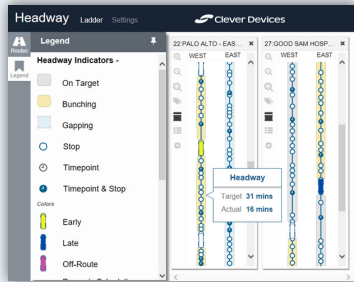 Headway Ladder Settings Clever Devices
Routes
Legend
Legend
Headway Indicators
On Target
Bunching
Gapping
Stop
Timepoint
Timepoint & Stop
Colors
Early
Late
Off-Route
22:PALO ALTO - EAS...
WEST EAST
27:GOOD SAM HOSP...
WEST EAST
Headway
Target 31 mins
Actual 16 mins